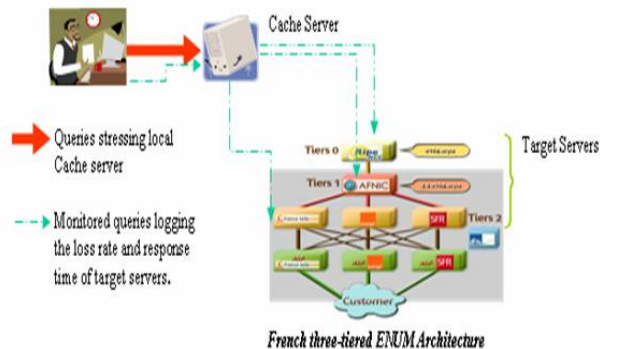 Cache Server
Queries stressing local
Cache server
Tiers 0
Ripe
Target Servers
Tiers 1
AFNIC
Monitored queries logging
the loss rate and response
time of target servers.
SFR
Tiers 2
SFR
Customer
French three-tiered ENUM Architecture